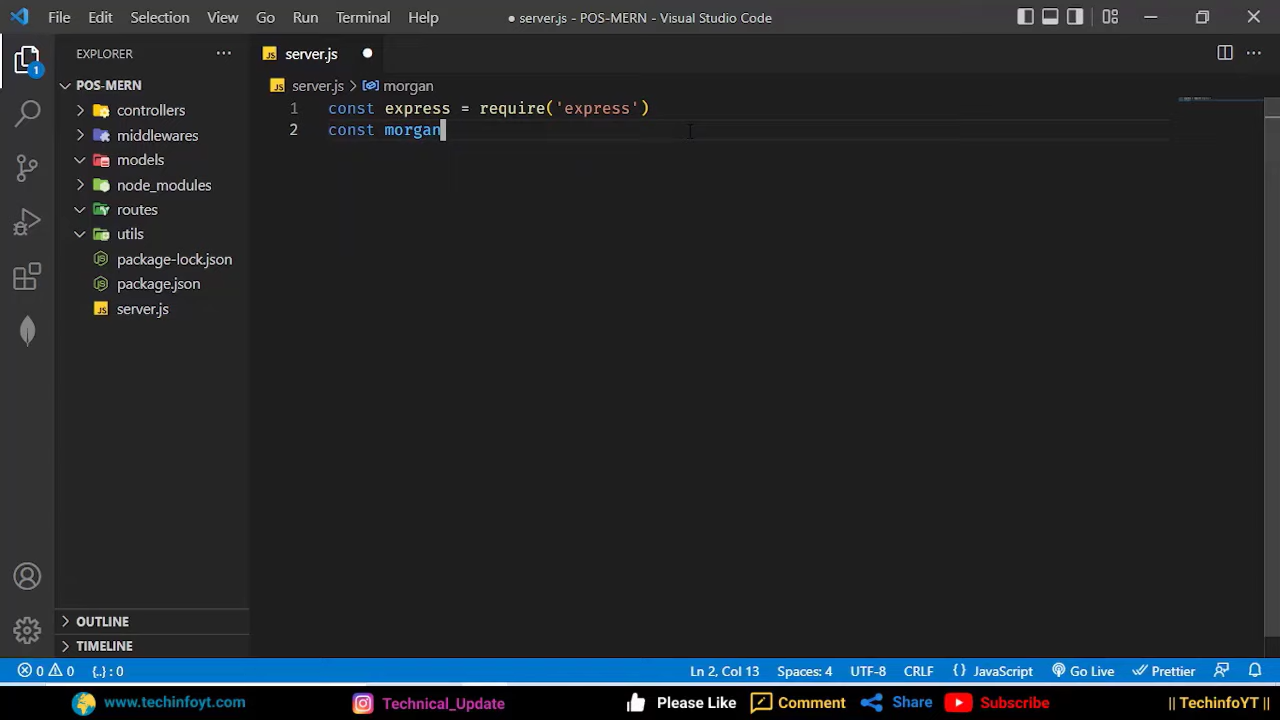 File Edit Selection View Go Run Terminal Help ● server.js - POS-MERN - Visual Studio Code
EXPLORER ··· JS server.js ●
POS-MERN JS server.js > morgan
controllers
middlewares
models
node_modules
routes
utils
package-lock.json
package.json
JS server.js
1 const express = require('express')
2 const morgan
1
OUTLINE
TIMELINE
0 0 {..} : 0 Ln 2, Col 13 Spaces: 4 UTF-8 CRLF {} JavaScript Go Live Prettier
www.techinfoyt.com Technical_Update Please Like Comment Share Subscribe || TechinfoYT ||